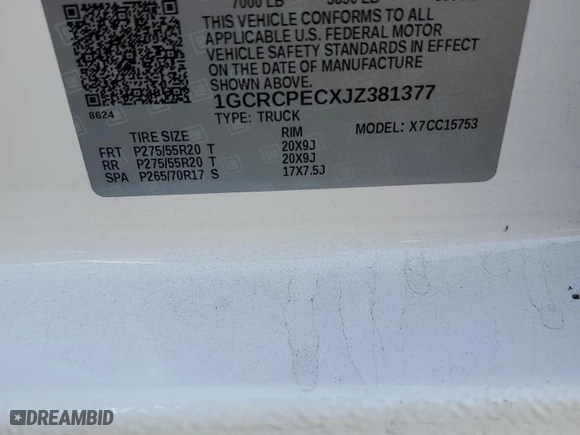 7000 LB
THIS VEHICLE CONFORMS TO ALL
APPLICABLE U.S. FEDERAL MOTOR
VEHICLE SAFETY STANDARDS IN EFFECT
ON THE DATE OF MANUFACTURE
SHOWN ABOVE.
1GCRCPECXJZ381377
8624
TYPE: TRUCK
MODEL: X7CC15753
TIRE SIZE RIM
FRT P275/55R20 T 20X9J
RR P275/55R20 T 20X9J
SPA P265/70R17 S 17X7.5J
DREAMBID